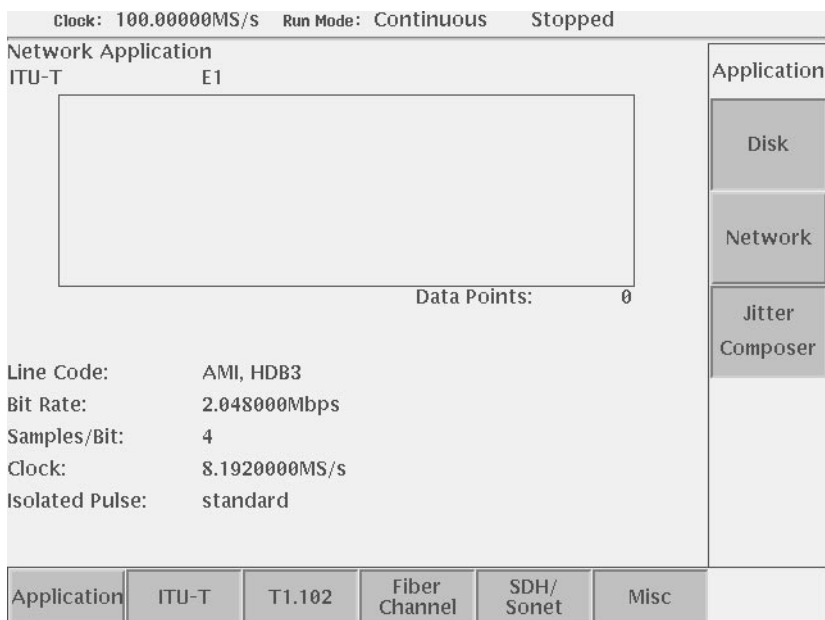 Clock: 100.00000MS/s Run Mode: Continuous Stopped
Network Application
ITU-T E1
Data Points: 0
Line Code: AMI, HDB3
Bit Rate: 2.048000Mbps
Samples/Bit: 4
Clock: 8.1920000MS/s
Isolated Pulse: standard
Application
Disk
Network
Jitter
Composer
Application
ITU-T
T1.102
Fiber
Channel
SDH/
Sonet
Misc